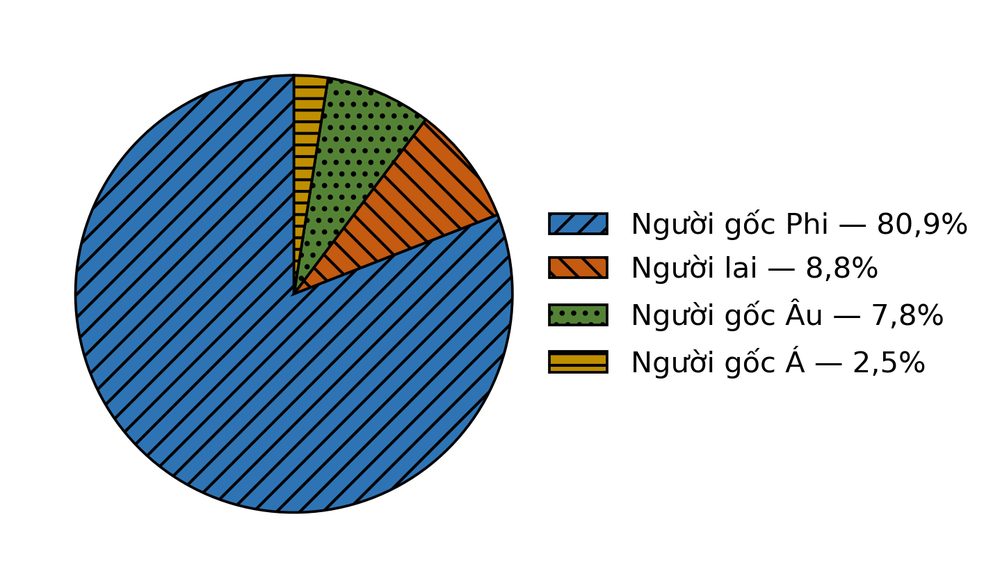 Người gốc Phi — 80,9%
Người lai — 8,8%
Người gốc Âu — 7,8%
Người gốc Á — 2,5%